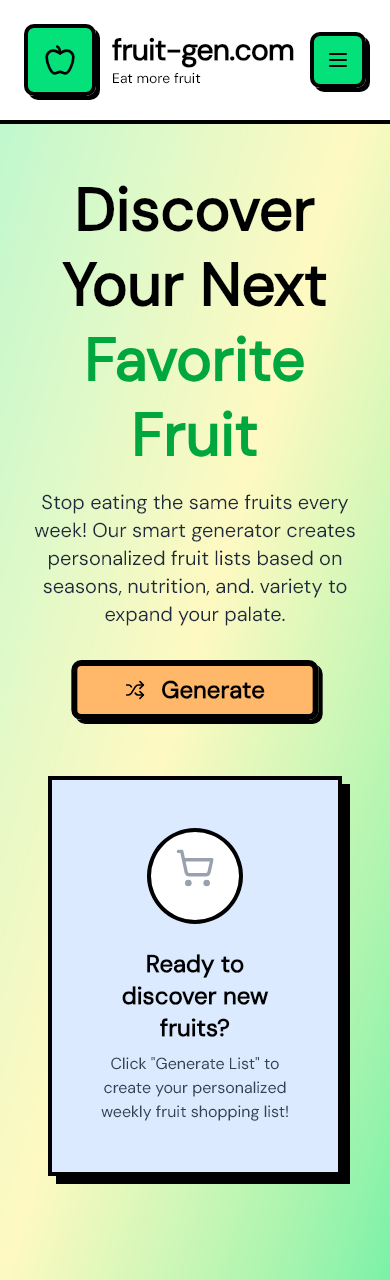 fruit-gen.com
Eat more fruit
Discover
Your Next
Favorite
Fruit
Stop eating the same fruits every
week! Our smart generator creates
personalized fruit lists based on
seasons, nutrition, and. variety to
expand your palate.
Generate
Ready to
discover new
fruits?
Click "Generate List" to
create your personalized
weekly fruit shopping list!